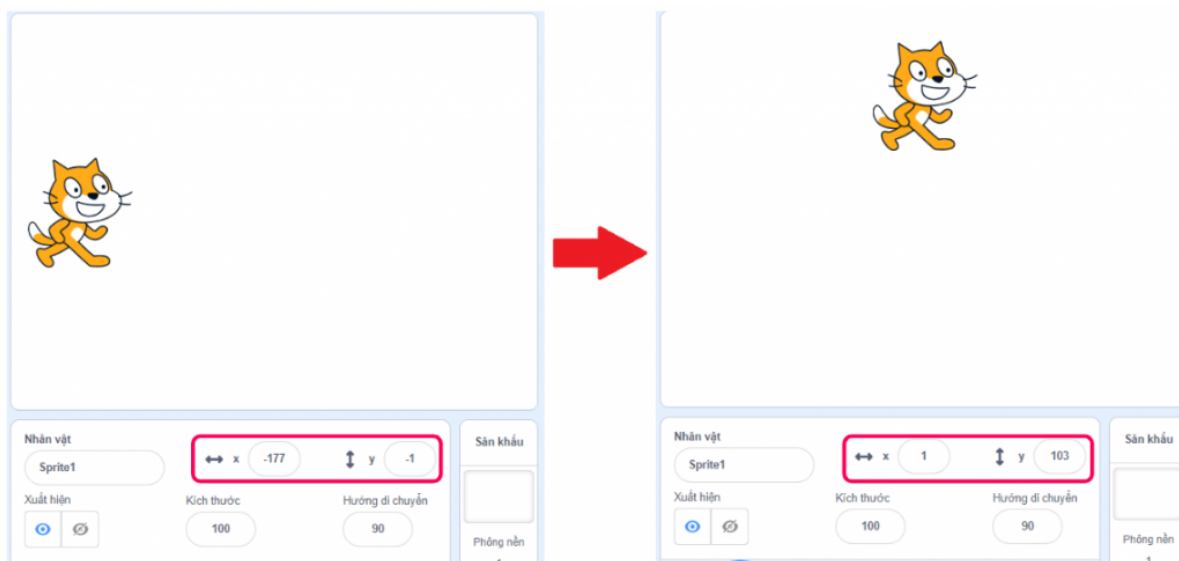 Nhân vật
Sprite1
x -177
y -1
Xuất hiện
Kích thước
100
Hướng di chuyển
90
Sân khấu
Phông nền
Nhân vật
Sprite1
x 1
y 103
Xuất hiện
Kích thước
100
Hướng di chuyển
90
Sân khấu
Phông nền